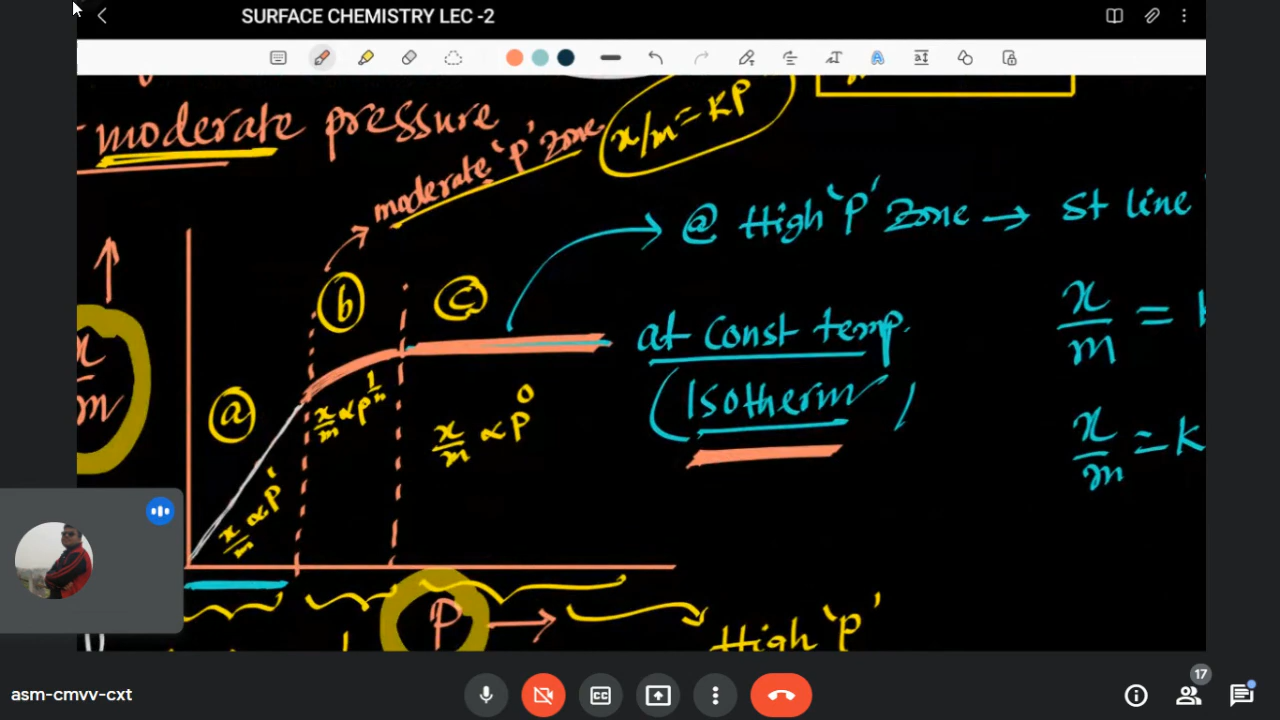 SURFACE CHEMISTRY LEC -2
moderate pressure
x/m = KP
moderate 'P' Zone
@ High 'P' Zone → St line
b
c
x/m =
at Const temp.
(Isotherm)
a
x/m ∝ P^1/n
x/m ∝ P^0
x/m
x/m = K
x/m ∝ P^1
P →
High 'P'
asm-cmvv-cxt
CC
17